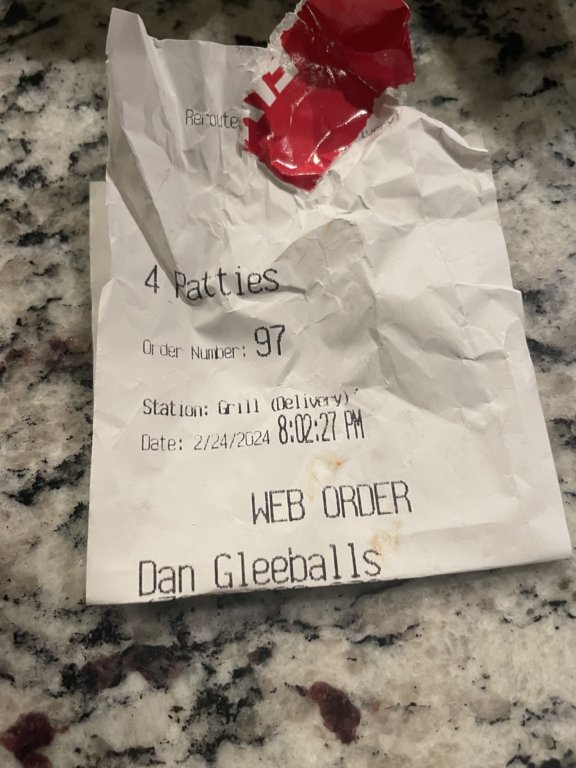 Reroute
4 Patties
Order Number: 97
Station: Grill (Delivery)
Date: 2/24/2024 8:02:27 PM
WEB ORDER
Dan Gleeballs